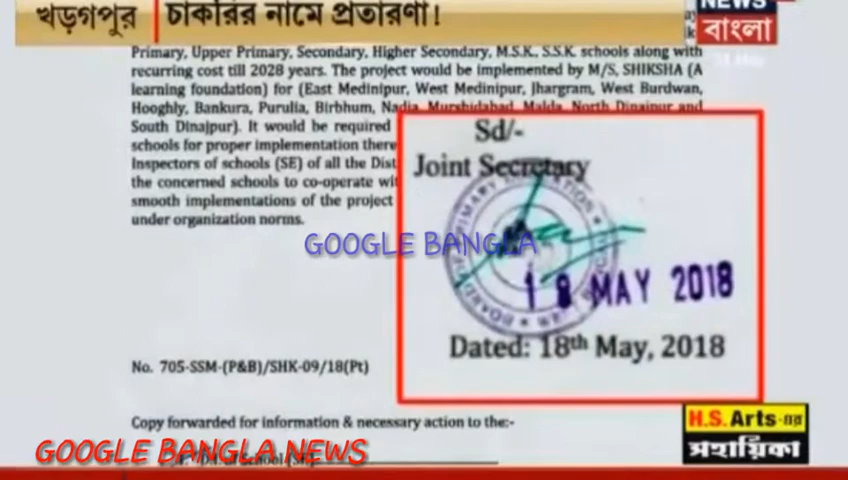 খড়গপুর
চাকরির নামে প্রতারণা!
NEWS
বাংলা
Primary, Upper Primary, Secondary, Higher Secondary, M.S.K, S.S.K schools along with
recurring cost till 2028 years. The project would be implemented by M/S, SHIKSHA (A
learning foundation) for (East Medinipur, West Medinipur, Jhargram, West Burdwan,
Hooghly, Bankura, Purulia, Birbhum, Nadia, Murshidabad, Malda, North Dinajpur and
South Dinajpur). It would be required
schools for proper implementation there
Inspectors of schools (SE) of all the Dist
the concerned schools to co-operate wi
smooth implementations of the project
under organization norms.
Sd/-
Joint Secretary
18 MAY 2018
Dated: 18th May, 2018
GOOGLE BANGLA
No. 705-SSM-(P&B)/SHK-09/18(Pt)
Copy forwarded for information & necessary action to the:-
H.S. Arts-এর
সহায়িকা
GOOGLE BANGLA NEWS